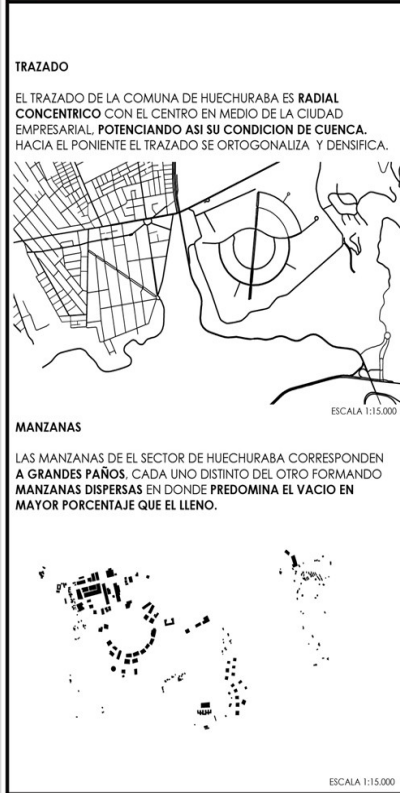 TRAZADO
EL TRAZADO DE LA COMUNA DE HUECHURABA ES RADIAL
CONCENTRICO CON EL CENTRO EN MEDIO DE LA CIUDAD
EMPRESARIAL, POTENCIANDO ASI SU CONDICION DE CUENCA.
HACIA EL PONIENTE EL TRAZADO SE ORTOGONALIZA Y DENSIFICA.
ESCALA 1:15.000
MANZANAS
LAS MANZANAS DE EL SECTOR DE HUECHURABA CORRESPONDEN
A GRANDES PAÑOS, CADA UNO DISTINTO DEL OTRO FORMANDO
MANZANAS DISPERSAS EN DONDE PREDOMINA EL VACIO EN
MAYOR PORCENTAJE QUE EL LLENO.
ESCALA 1:15.000